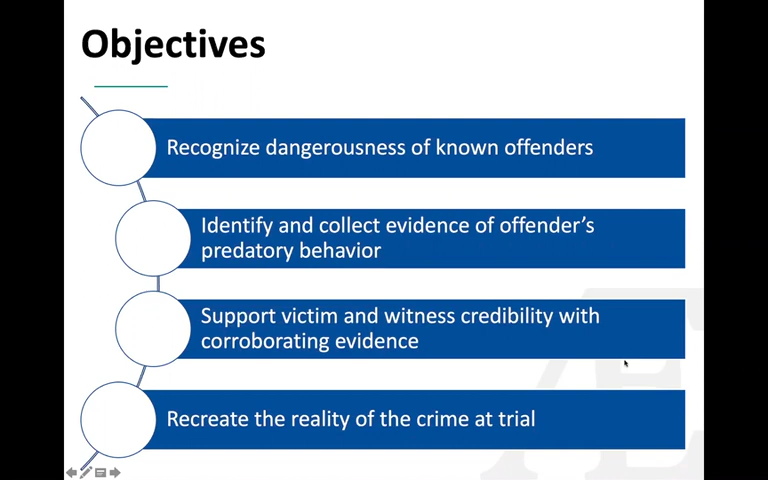 Objectives
Recognize dangerousness of known offenders
Identify and collect evidence of offender's
predatory behavior
Support victim and witness credibility with
corroborating evidence
Recreate the reality of the crime at trial
Æ